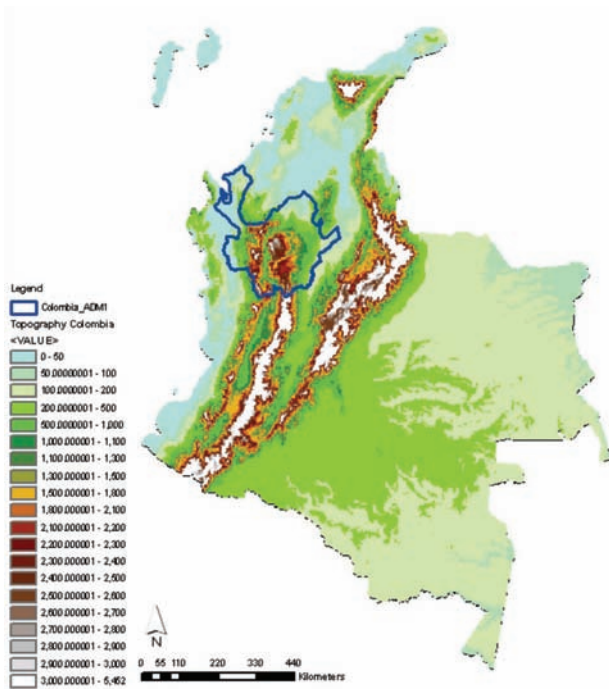 Legend
Colombia_ADM1
Topography Colombia
<VALUE>
0 - 50
50.00000001 - 100
100.0000001 - 200
200.0000001 - 500
500.0000001 - 1,000
1,000.000001 - 1,100
1,100.000001 - 1,300
1,300.000001 - 1,500
1,500.000001 - 1,800
1,800.000001 - 2,100
2,100.000001 - 2,200
2,200.000001 - 2,300
2,300.000001 - 2,400
2,400.000001 - 2,500
2,500.000001 - 2,600
2,600.000001 - 2,700
2,700.000001 - 2,800
2,800.000001 - 2,900
2,900.000001 - 3,000
3,000.000001 - 5,452
N
0 55 110 220 330 440
Kilometers